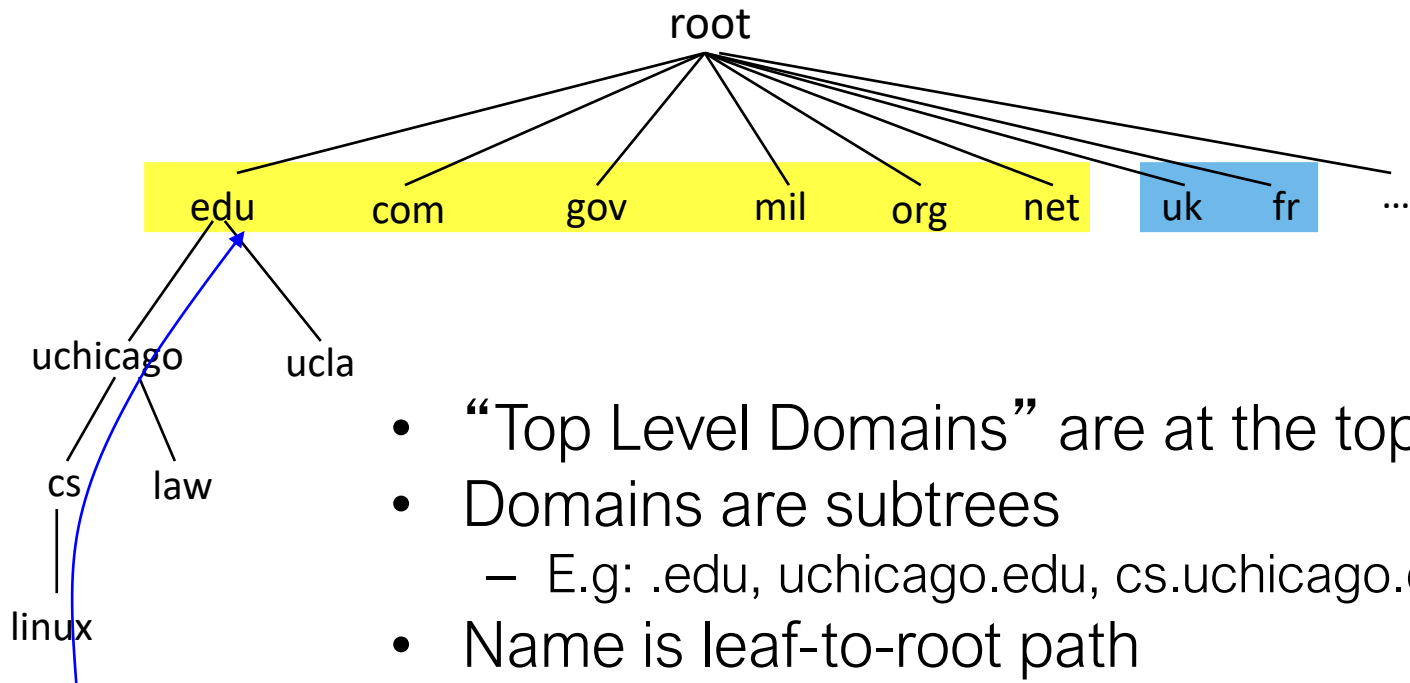 root
edu com gov mil org net uk fr ...
uchicago ucla
• “Top Level Domains” are at the top
• Domains are subtrees
cs law
– E.g: .edu, uchicago.edu, cs.uchicago.
linux
• Name is leaf-to-root path